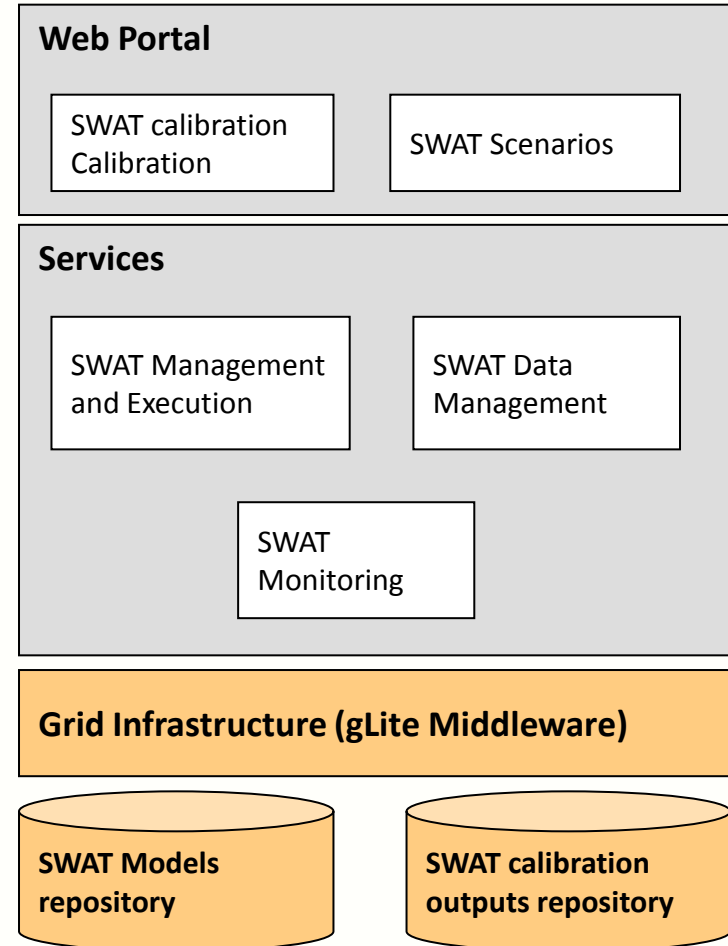 Web Portal
SWAT calibration
Calibration
SWAT Scenarios
Services
SWAT Management
and Execution
SWAT Data
Management
SWAT
Monitoring
Grid Infrastructure (gLite Middleware)
SWAT Models
repository
SWAT calibration
outputs repository